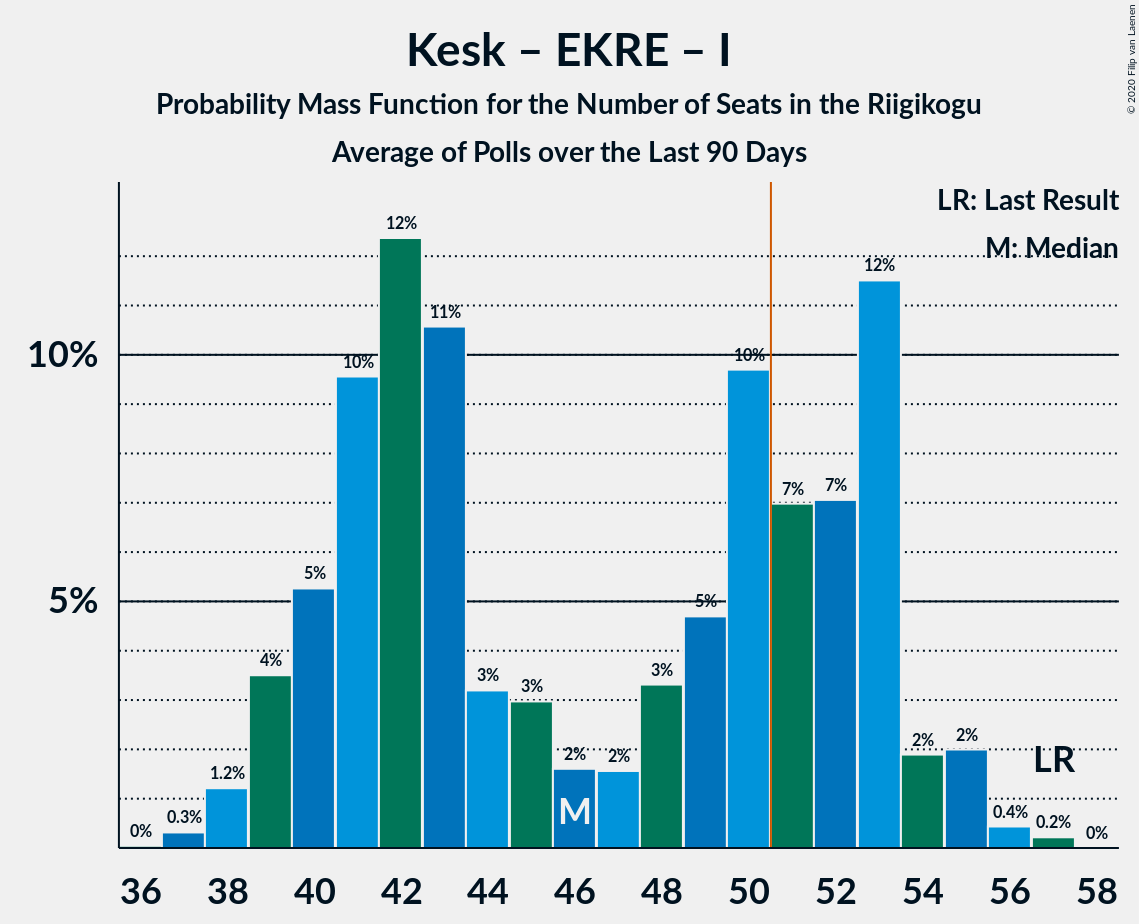 Kesk – EKRE – I
Probability Mass Function for the Number of Seats in the Riigikogu
Average of Polls over the Last 90 Days
© 2020 Filip van Laenen
LR: Last Result
M: Median
10%
5%
0%
0.3%
1.2%
4%
5%
10%
12%
11%
3%
3%
2%
2%
3%
5%
10%
7%
7%
12%
2%
2%
0.4%
0.2%
0%
M
LR
36 38 40 42 44 46 48 50 52 54 56 58